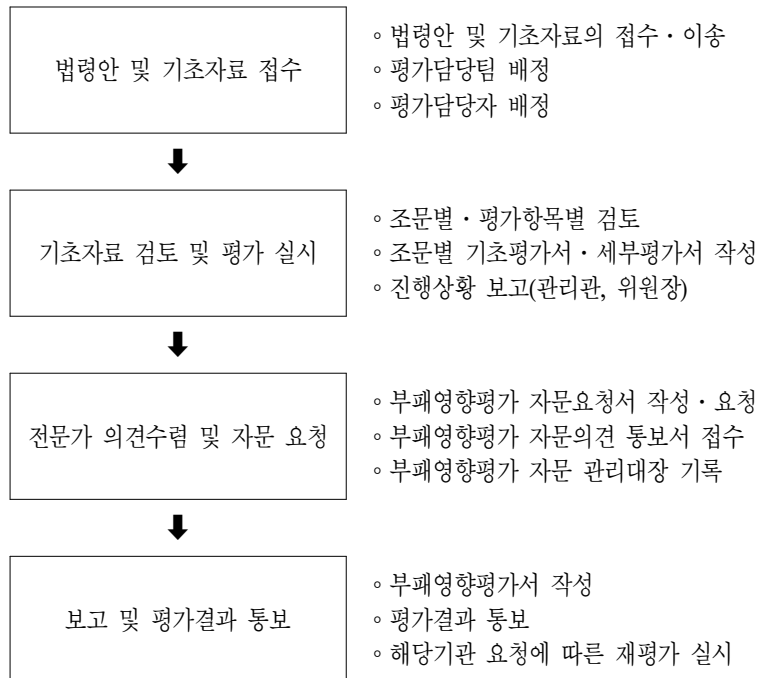 법령안 및 기초자료 접수
◦ 법령안 및 기초자료의 접수・이송
◦ 평가담당팀 배정
◦ 평가담당자 배정
⬇
기초자료 검토 및 평가 실시
◦ 조문별・평가항목별 검토
◦ 조문별 기초평가서・세부평가서 작성
◦ 진행상황 보고(관리관, 위원장)
⬇
전문가 의견수렴 및 자문 요청
◦ 부패영향평가 자문요청서 작성・요청
◦ 부패영향평가 자문의견 통보서 접수
◦ 부패영향평가 자문 관리대장 기록
⬇
보고 및 평가결과 통보
◦ 부패영향평가서 작성
◦ 평가결과 통보
◦ 해당기관 요청에 따른 재평가 실시